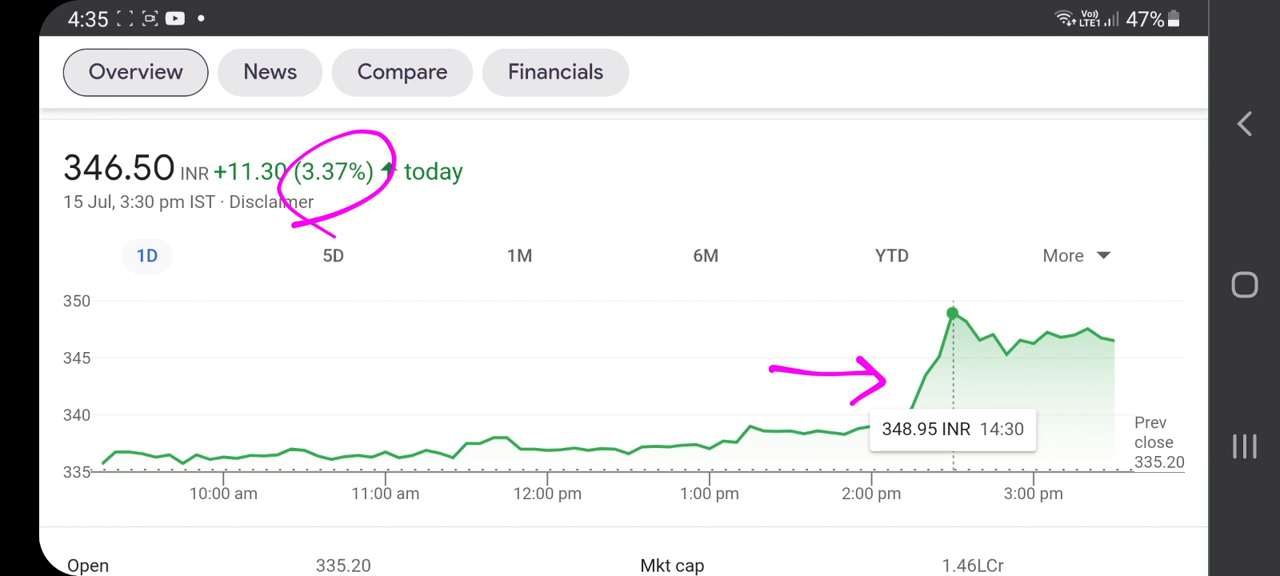 4:35 Vo) LTE1 47%
Overview News Compare Financials
346.50 INR +11.30 (3.37%) today
15 Jul, 3:30 pm IST · Disclaimer
1D 5D 1M 6M YTD More
350
345
340
335
348.95 INR 14:30
Prev
close
335.20
10:00 am 11:00 am 12:00 pm 1:00 pm 2:00 pm 3:00 pm
Open 335.20 Mkt cap 1.46LCr